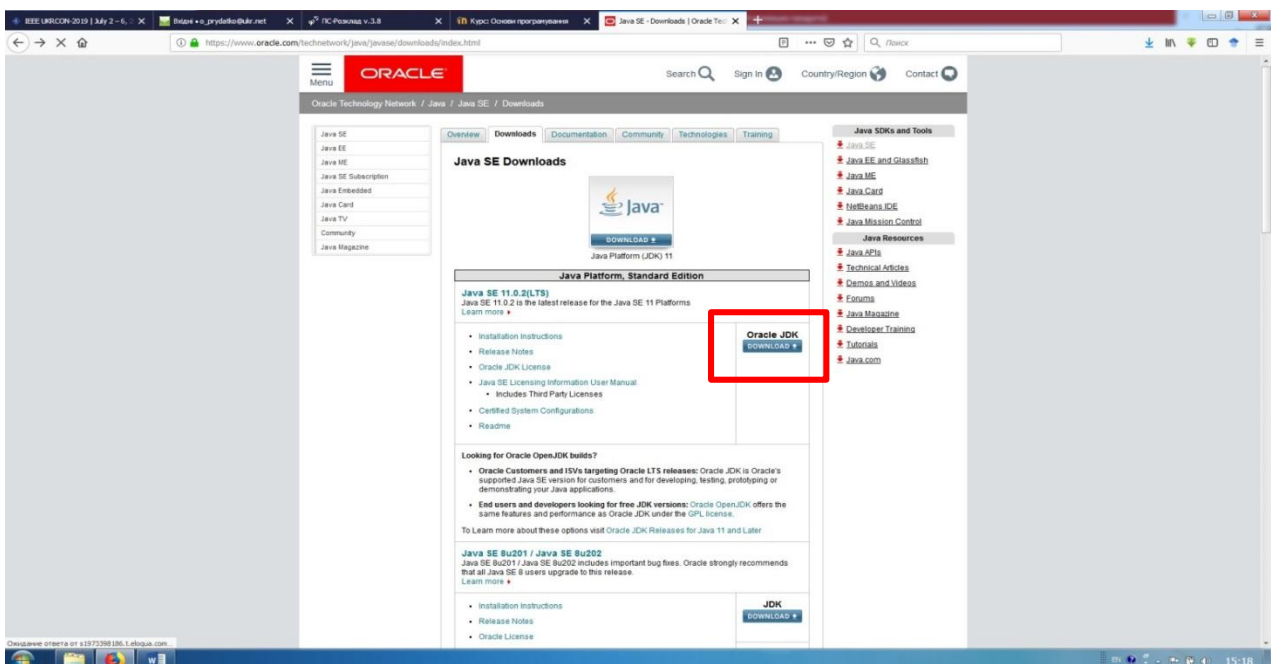 IEEE UKRCON-2019 | July 2 – 6, 2
Вхідні • o_prydatko@ukr.net
ПС-Розклад v.3.8
Курс: Основи програмування
Java SE - Downloads | Oracle Tec
https://www.oracle.com/technetwork/java/javase/downloads/index.html
Поиск
Menu
ORACLE
Search
Sign In
Country/Region
Contact
Oracle Technology Network / Java / Java SE / Downloads
Java SE
Java EE
Java ME
Java SE Subscription
Java Embedded
Java Card
Java TV
Community
Java Magazine
Overview
Downloads
Documentation
Community
Technologies
Training
Java SE Downloads
Java
DOWNLOAD
Java Platform (JDK) 11
Java Platform, Standard Edition
Java SE 11.0.2(LTS)
Java SE 11.0.2 is the latest release for the Java SE 11 Platforms
Learn more
• Installation Instructions
• Release Notes
• Oracle JDK License
• Java SE Licensing Information User Manual
• Includes Third Party Licenses
• Certified System Configurations
• Readme
Oracle JDK
DOWNLOAD
Looking for Oracle OpenJDK builds?
• Oracle Customers and ISVs targeting Oracle LTS releases: Oracle JDK is Oracle's
supported Java SE version for customers and for developing, testing, prototyping or
demonstrating your Java applications.
• End users and developers looking for free JDK versions: Oracle OpenJDK offers the
same features and performance as Oracle JDK under the GPL license.
To Learn more about these options visit Oracle JDK Releases for Java 11 and Later
Java SE 8u201 / Java SE 8u202
Java SE 8u201 / Java SE 8u202 includes important bug fixes. Oracle strongly recommends
that all Java SE 8 users upgrade to this release.
Learn more
• Installation Instructions
• Release Notes
• Oracle License
JDK
DOWNLOAD
Java SDKs and Tools
Java SE
Java EE and Glassfish
Java ME
Java Card
NetBeans IDE
Java Mission Control
Java Resources
Java APIs
Technical Articles
Demos and Videos
Forums
Java Magazine
Developer Training
Tutorials
Java.com
Ожидание ответа от s1973398186.t.eloqua.com...
EN
15:18